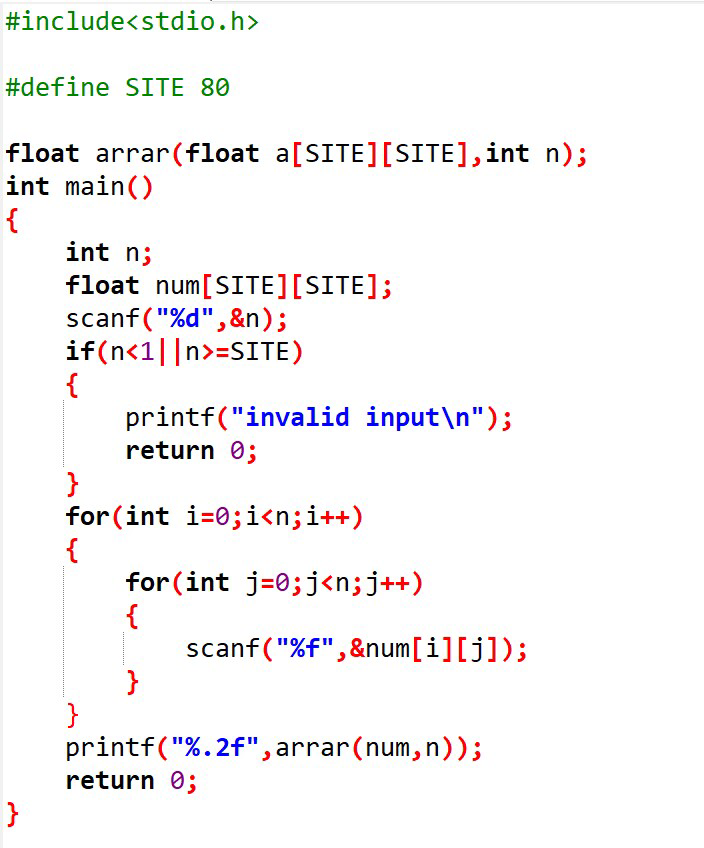 #include<stdio.h>
#define SITE 80
float arrar(float a[SITE][SITE],int n);
int main()
{
    int n;
    float num[SITE][SITE];
    scanf("%d",&n);
    if(n<1||n>=SITE)
    {
        printf("invalid input\n");
        return 0;
    }
    for(int i=0;i<n;i++)
    {
        for(int j=0;j<n;j++)
        {
            scanf("%f",&num[i][j]);
        }
    }
    printf("%.2f",arrar(num,n));
    return 0;
}